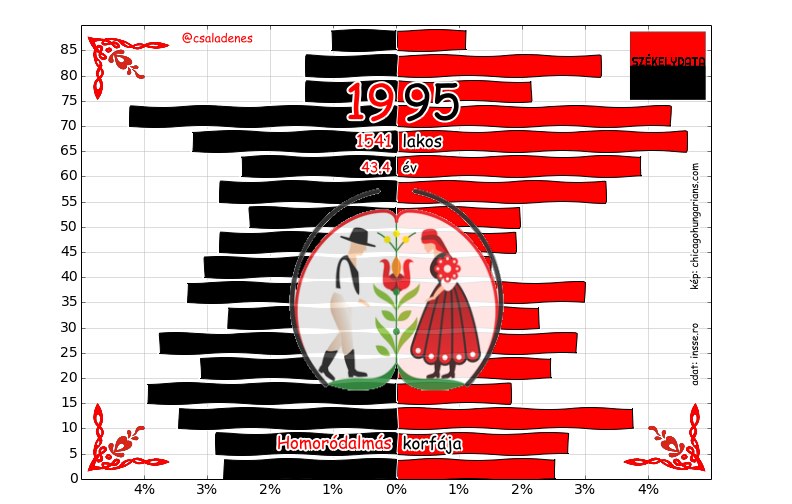 @csaladenes
SZÉKELYDATA
1995
1541 lakos
43.4 év
kép: chicagohungarians.com
adat: insse.ro
Homoródalmás korfája
85
80
75
70
65
60
55
50
45
40
35
30
25
20
15
10
5
0
4% 3% 2% 1% 0% 1% 2% 3% 4%